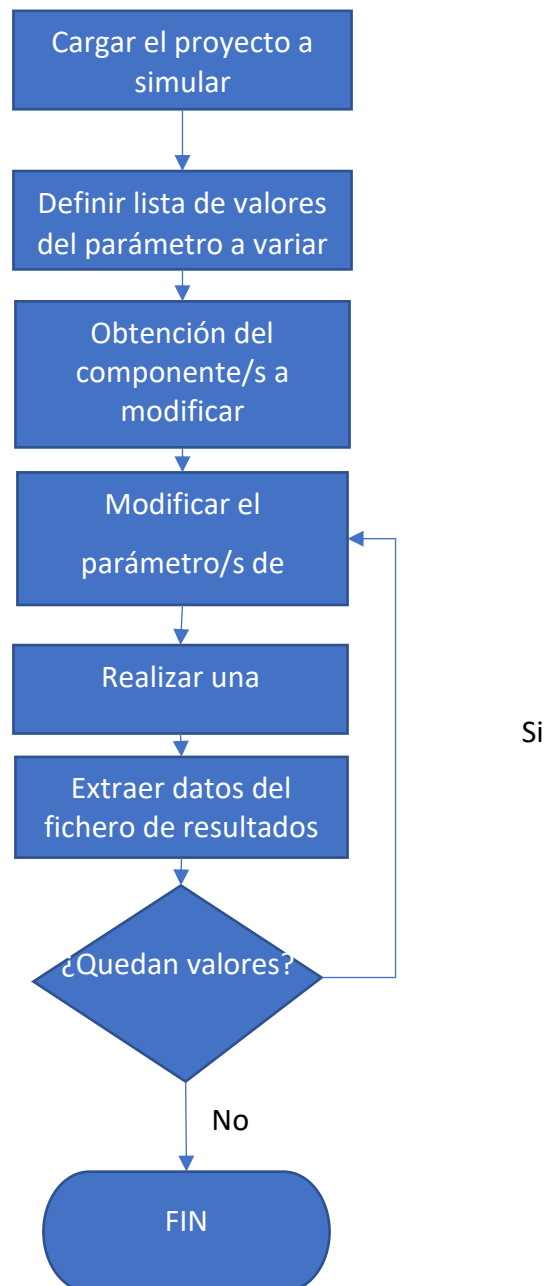 Cargar el proyecto a
simular
Definir lista de valores
del parámetro a variar
Obtención del
componente/s a
modificar
Modificar el
parámetro/s de
Realizar una
Si
Extraer datos del
fichero de resultados
¿Quedan valores?
No
FIN